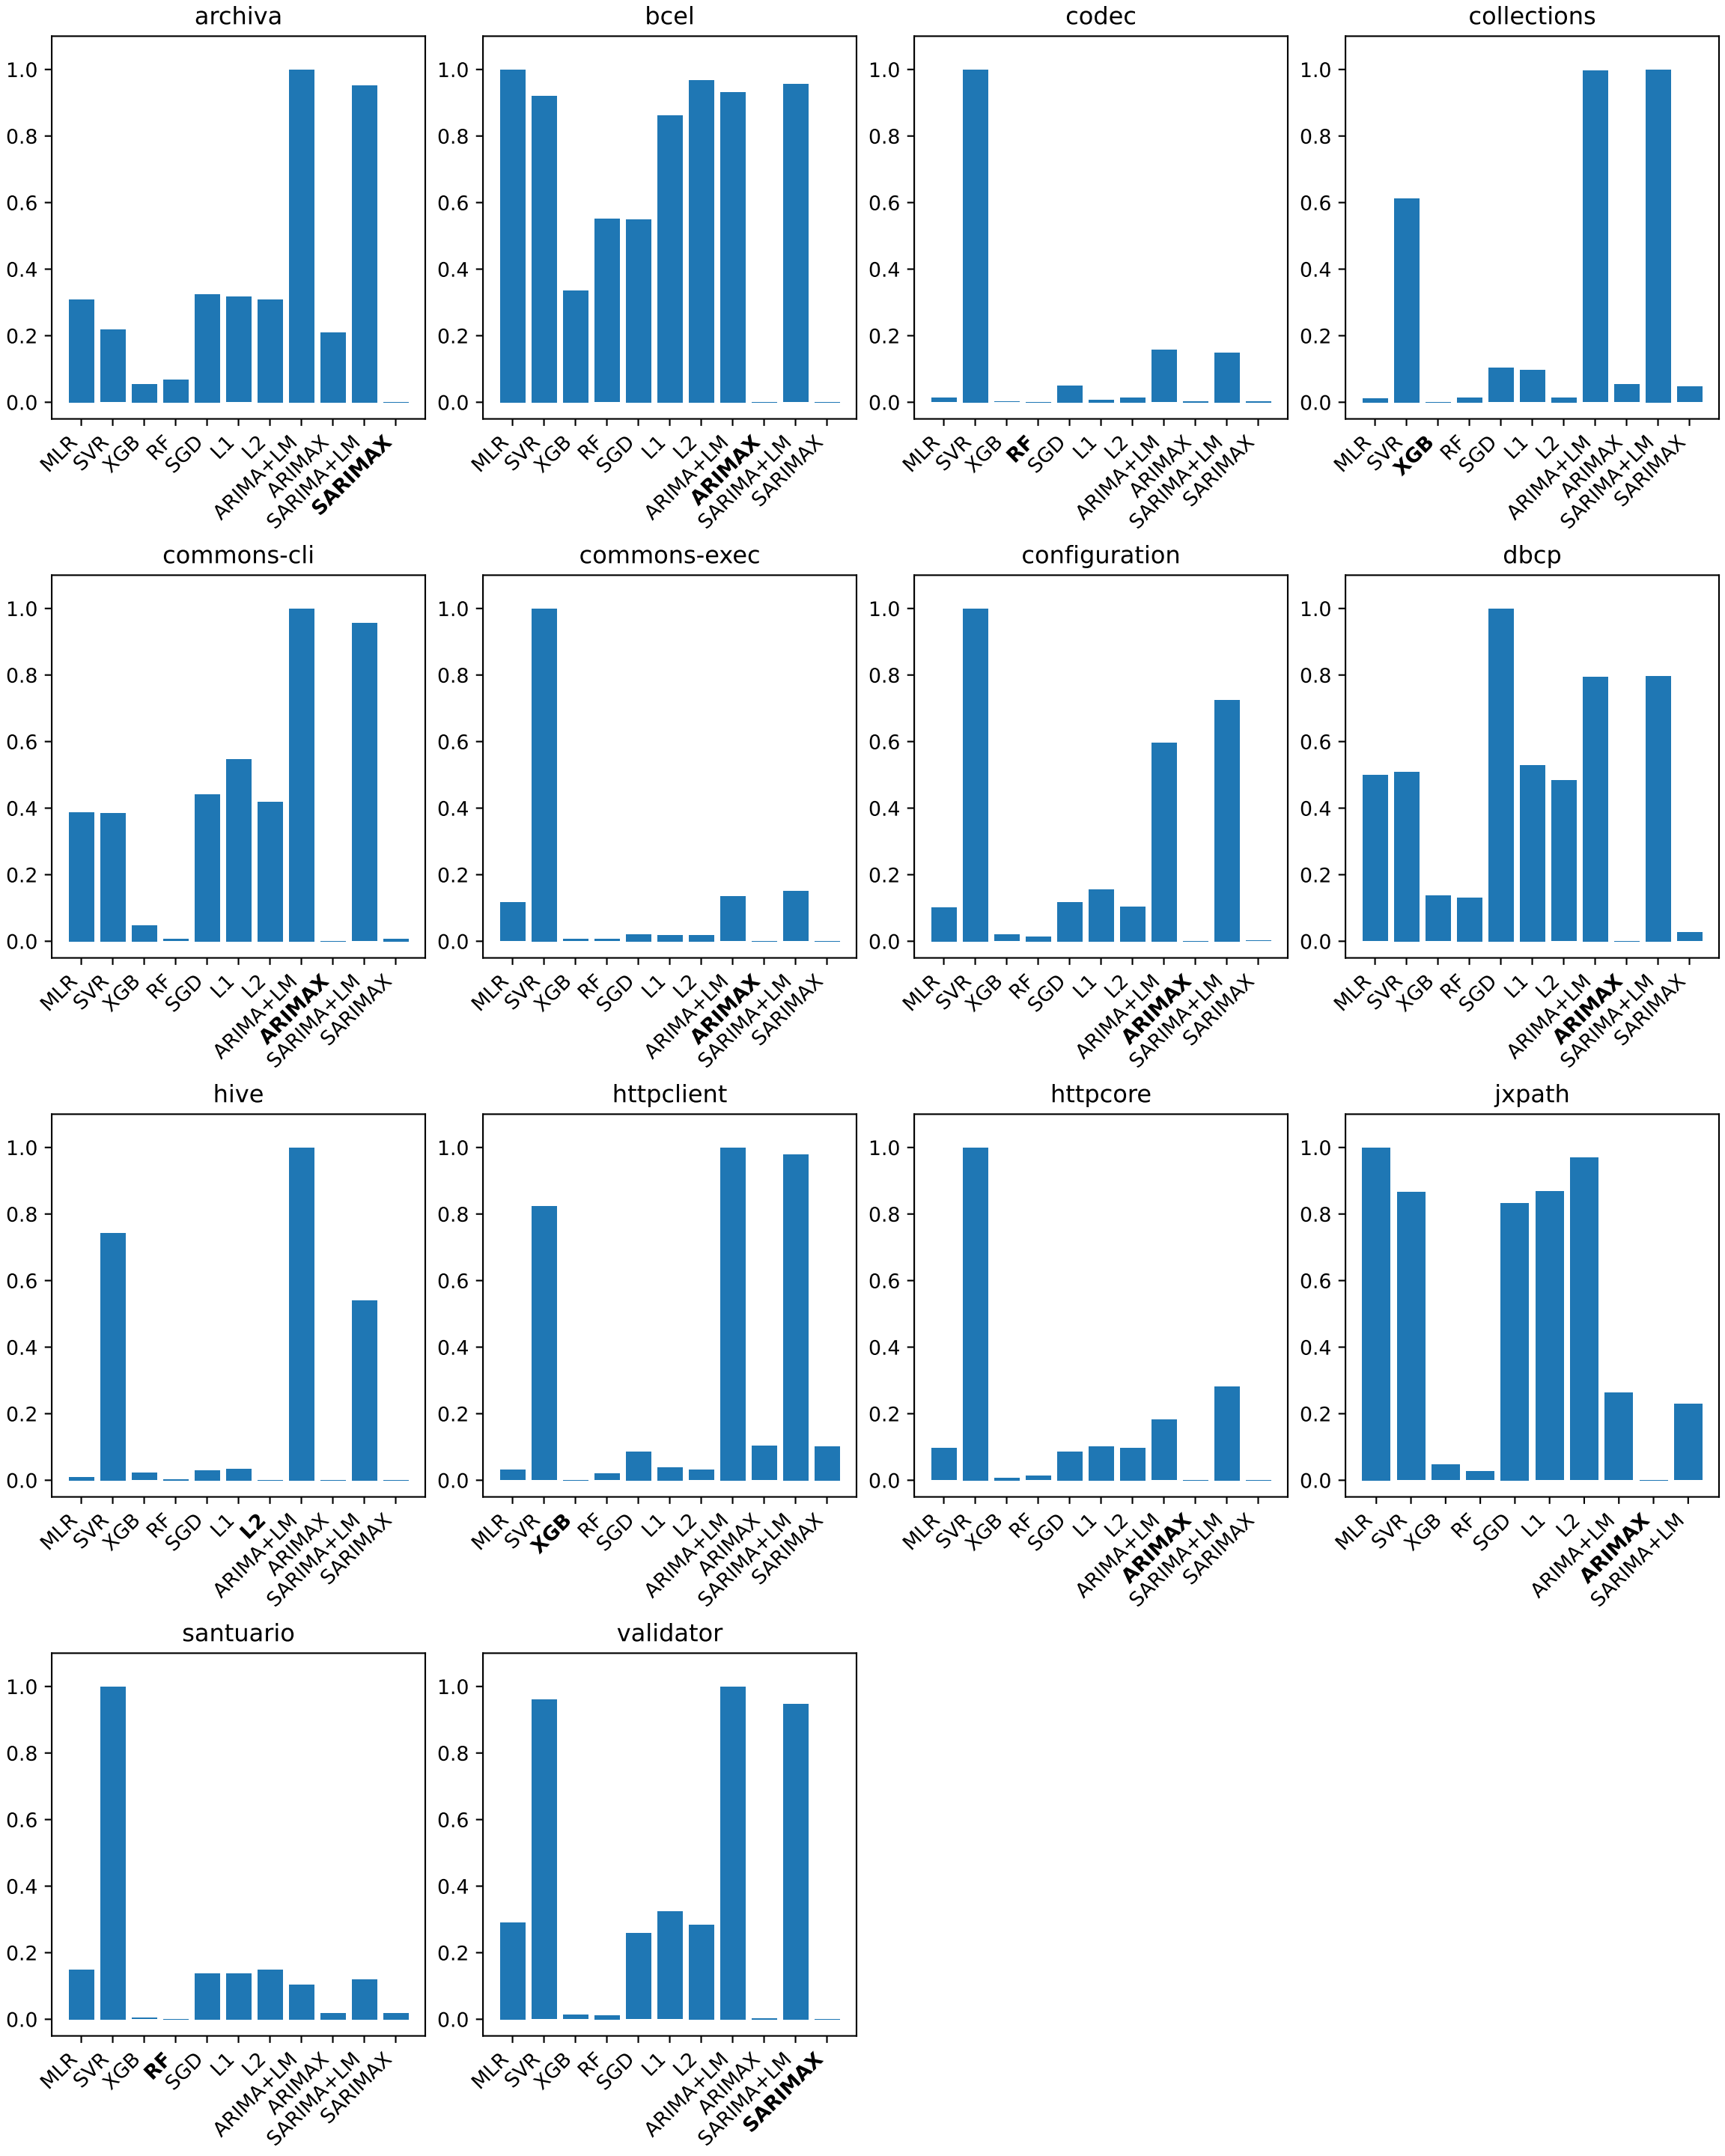 archiva bcel codec collections
1.0 1.0 1.0 1.0
0.8 0.8 0.8 0.8
0.6 0.6 0.6 0.6
0.4 0.4 0.4 0.4
0.2 0.2 0.2 0.2
0.0 0.0 0.0 0.0
MLR SVR XGB RF SGD L1 L2 ARIMA+LM ARIMAX SARIMA+LM SARIMAX
MLR SVR XGB RF SGD L1 L2 ARIMA+LM ARIMAX SARIMA+LM SARIMAX
MLR SVR XGB RF SGD L1 L2 ARIMA+LM ARIMAX SARIMA+LM SARIMAX
MLR SVR XGB RF SGD L1 L2 ARIMA+LM ARIMAX SARIMA+LM SARIMAX
commons-cli commons-exec configuration dbcp
1.0 1.0 1.0 1.0
0.8 0.8 0.8 0.8
0.6 0.6 0.6 0.6
0.4 0.4 0.4 0.4
0.2 0.2 0.2 0.2
0.0 0.0 0.0 0.0
MLR SVR XGB RF SGD L1 L2 ARIMA+LM ARIMAX SARIMA+LM SARIMAX
MLR SVR XGB RF SGD L1 L2 ARIMA+LM ARIMAX SARIMA+LM SARIMAX
MLR SVR XGB RF SGD L1 L2 ARIMA+LM ARIMAX SARIMA+LM SARIMAX
MLR SVR XGB RF SGD L1 L2 ARIMA+LM ARIMAX SARIMA+LM SARIMAX
hive httpclient httpcore jxpath
1.0 1.0 1.0 1.0
0.8 0.8 0.8 0.8
0.6 0.6 0.6 0.6
0.4 0.4 0.4 0.4
0.2 0.2 0.2 0.2
0.0 0.0 0.0 0.0
MLR SVR XGB RF SGD L1 L2 ARIMA+LM ARIMAX SARIMA+LM SARIMAX
MLR SVR XGB RF SGD L1 L2 ARIMA+LM ARIMAX SARIMA+LM SARIMAX
MLR SVR XGB RF SGD L1 L2 ARIMA+LM ARIMAX SARIMA+LM SARIMAX
MLR SVR XGB RF SGD L1 L2 ARIMA+LM ARIMAX SARIMA+LM
santuario validator
1.0 1.0
0.8 0.8
0.6 0.6
0.4 0.4
0.2 0.2
0.0 0.0
MLR SVR XGB RF SGD L1 L2 ARIMA+LM ARIMAX SARIMA+LM SARIMAX
MLR SVR XGB RF SGD L1 L2 ARIMA+LM ARIMAX SARIMA+LM SARIMAX